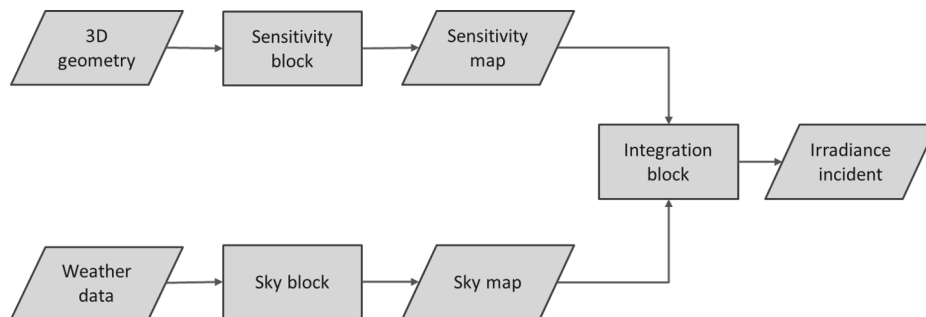 3D
geometry
Sensitivity
block
Sensitivity
map
Integration
block
Irradiance
incident
Weather
data
Sky block
Sky map